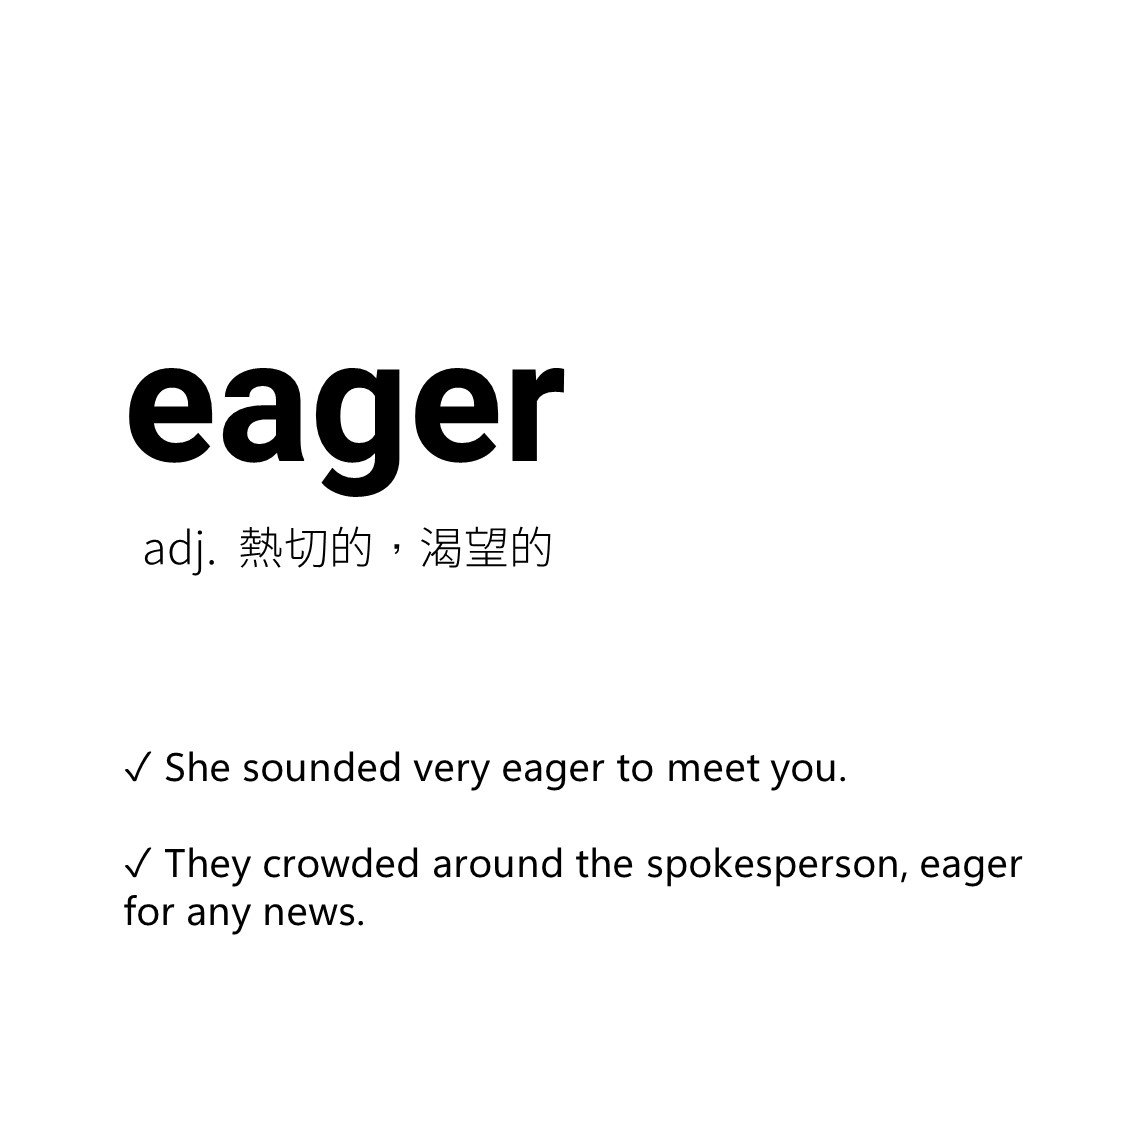 eager
adj. 熱切的，渴望的
✓ She sounded very eager to meet you.
✓ They crowded around the spokesperson, eager
for any news.